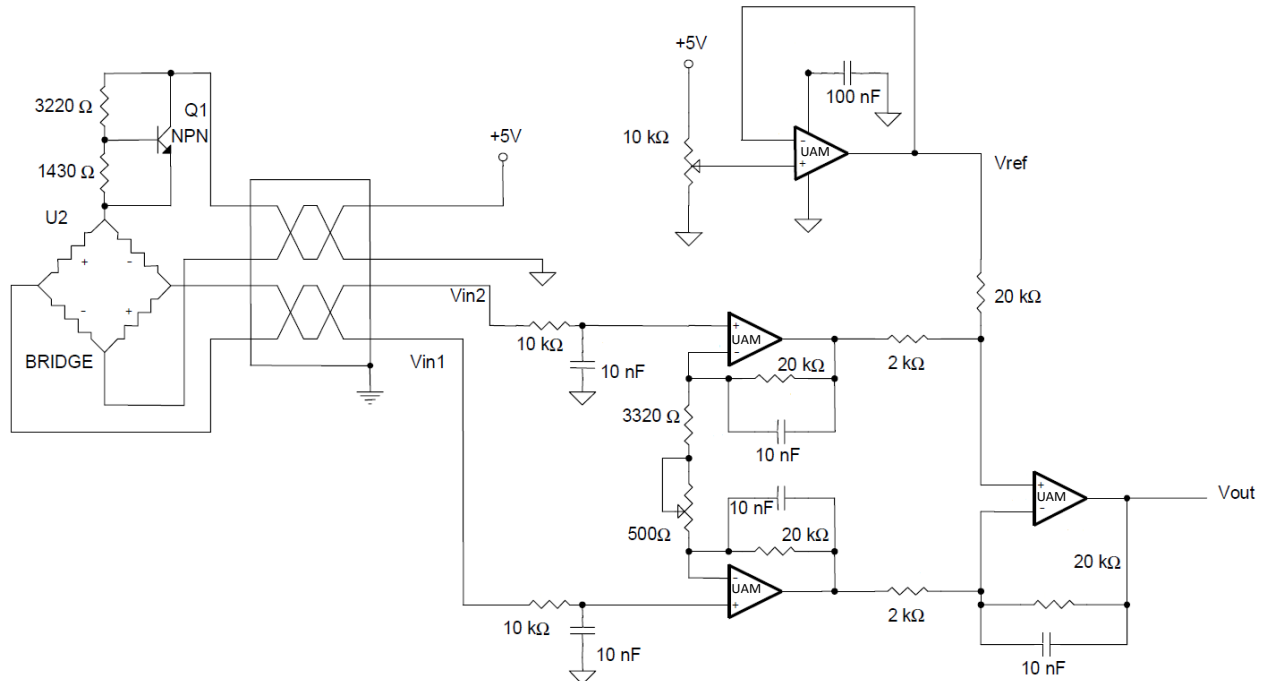 +5V
3220 Ω
Q1
NPN
100 nF
10 kΩ
- 
UAM
+
Vref
1430 Ω
+5V
U2
+ -
- +
BRIDGE
20 kΩ
Vin2
+
UAM
-
10 kΩ
10 nF
20 kΩ
2 kΩ
Vin1
3320 Ω
10 nF
+
UAM
-
Vout
10 nF
500Ω
20 kΩ
-
UAM
+
20 kΩ
10 kΩ
10 nF
2 kΩ
10 nF